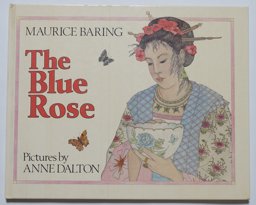 MAURICE BARING
The
Blue
Rose
Pictures by
ANNE DALTON